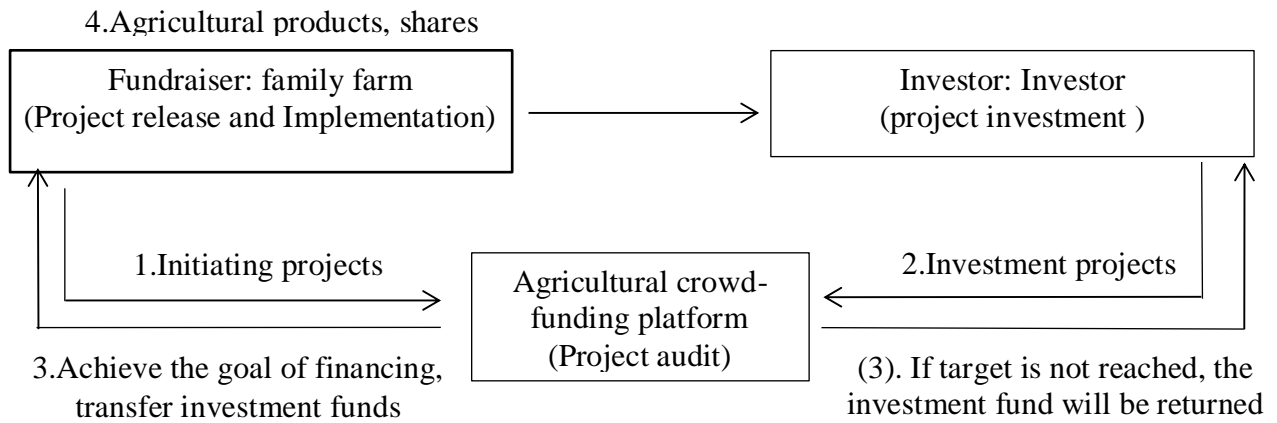 4.Agricultural products, shares
Fundraiser: family farm
(Project release and Implementation)
Investor: Investor
(project investment )
1.Initiating projects
Agricultural crowd-
funding platform
(Project audit)
2.Investment projects
3.Achieve the goal of financing,
transfer investment funds
(3). If target is not reached, the
investment fund will be returned